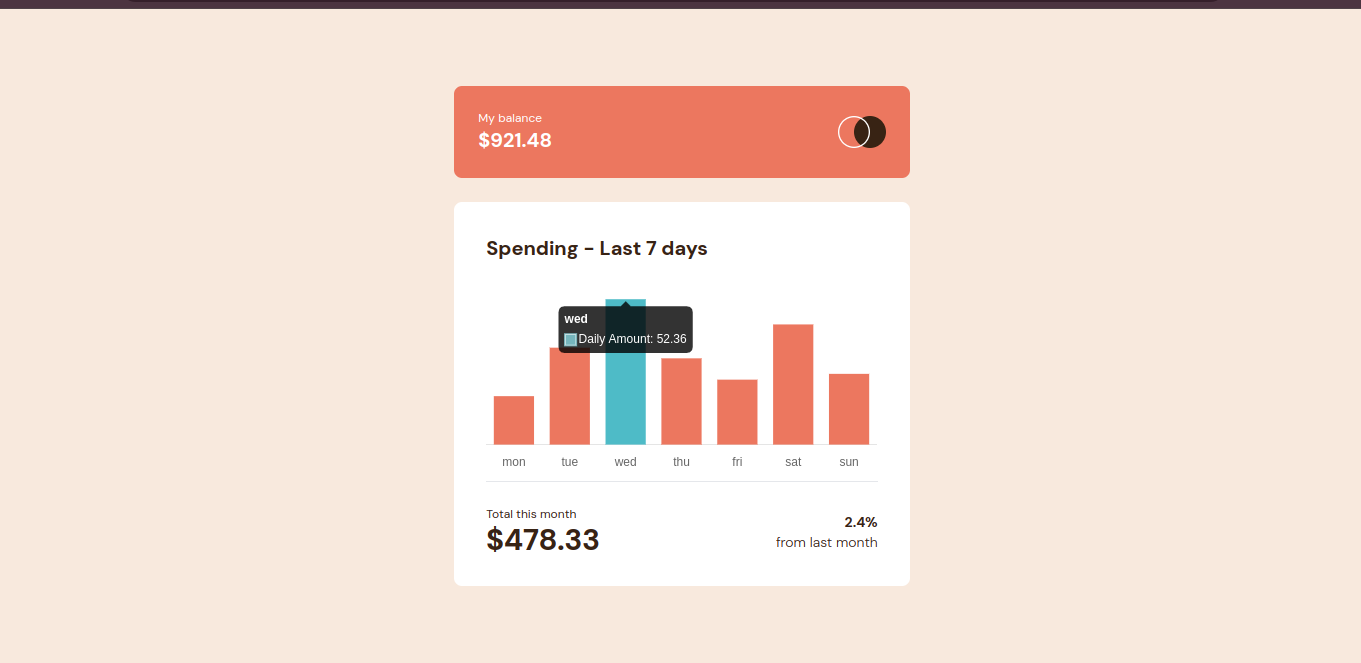 My balance
$921.48
Spending - Last 7 days
wed
Daily Amount: 52.36
mon tue wed thu fri sat sun
Total this month
$478.33
2.4%
from last month